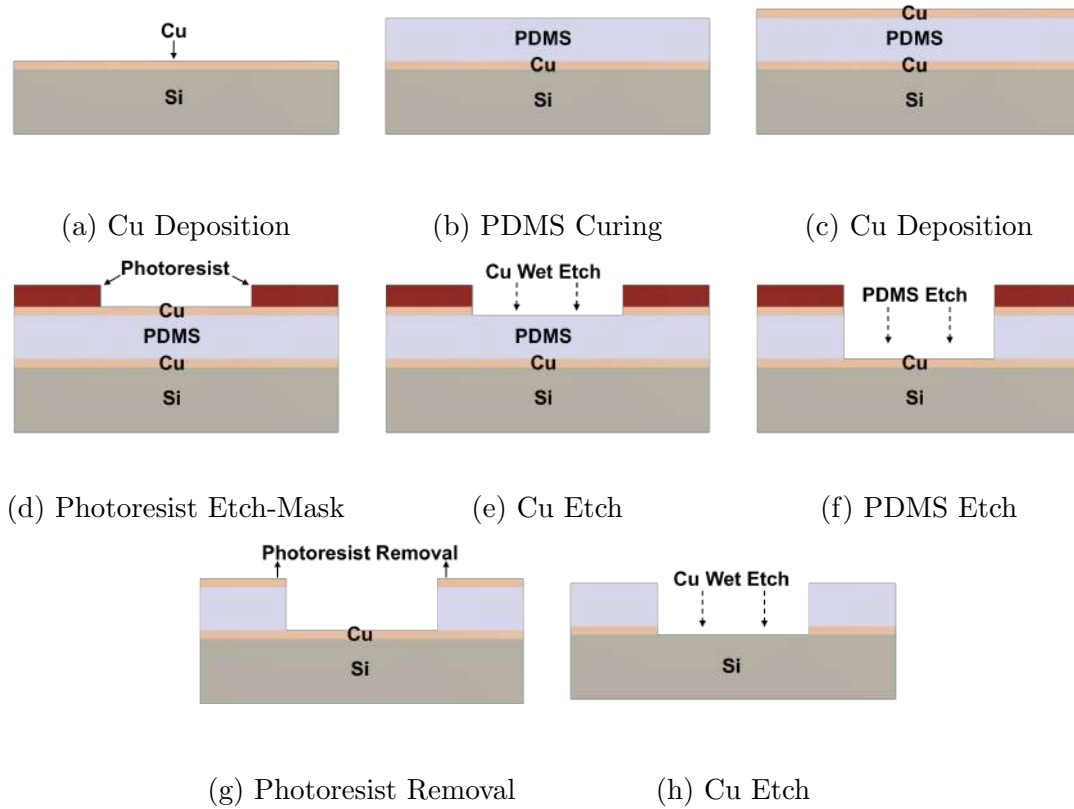 Cu
Si
PDMS
Cu
Si
Cu
PDMS
Cu
Si
(a) Cu Deposition
(b) PDMS Curing
(c) Cu Deposition
Photoresist
Cu
PDMS
Cu
Si
Cu Wet Etch
PDMS
Cu
Si
PDMS Etch
Cu
Si
(d) Photoresist Etch-Mask
(e) Cu Etch
(f) PDMS Etch
Photoresist Removal
Cu
Si
Cu Wet Etch
Si
(g) Photoresist Removal
(h) Cu Etch